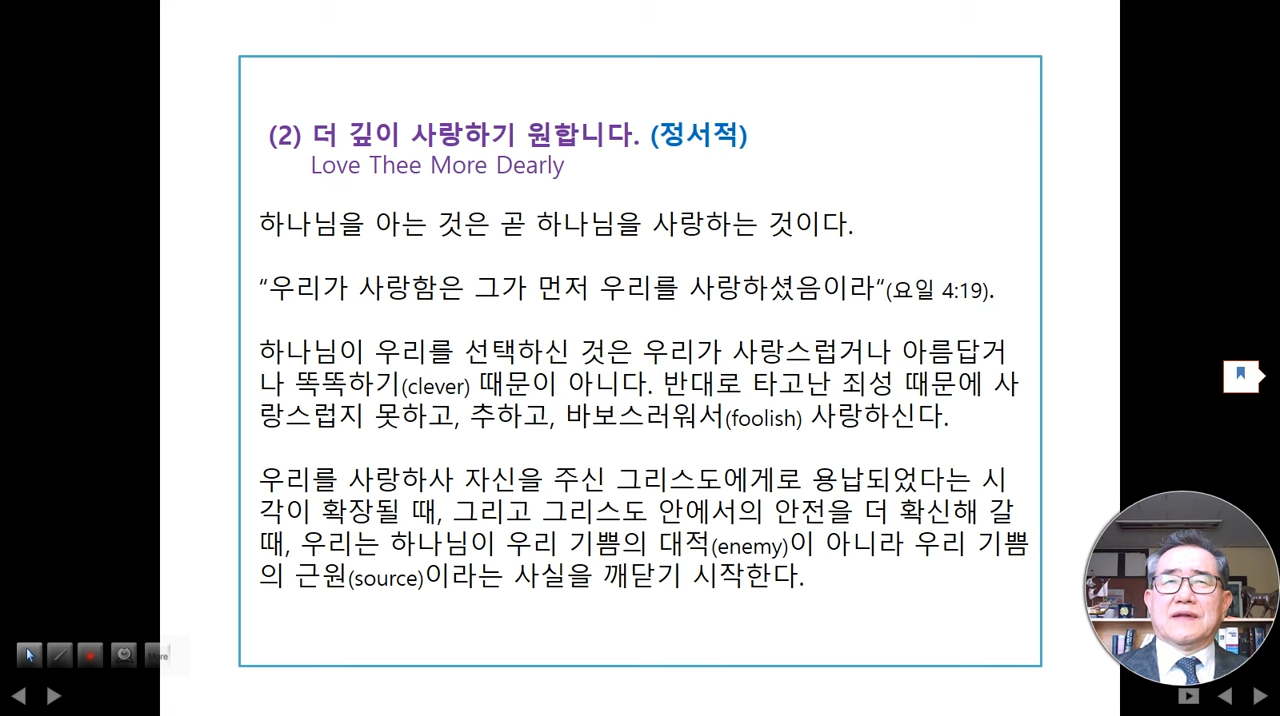 (2) 더 깊이 사랑하기 원합니다. (정서적)
Love Thee More Dearly
하나님을 아는 것은 곧 하나님을 사랑하는 것이다.
“우리가 사랑함은 그가 먼저 우리를 사랑하셨음이라“(요일 4:19).
하나님이 우리를 선택하신 것은 우리가 사랑스럽거나 아름답거
나 똑똑하기(clever) 때문이 아니다. 반대로 타고난 죄성 때문에 사
랑스럽지 못하고, 추하고, 바보스러워서(foolish) 사랑하신다.
우리를 사랑하사 자신을 주신 그리스도에게로 용납되었다는 시
각이 확장될 때, 그리고 그리스도 안에서의 안전을 더 확신해 갈
때, 우리는 하나님이 우리 기쁨의 대적(enemy)이 아니라 우리 기쁨
의 근원(source)이라는 사실을 깨닫기 시작한다.
More